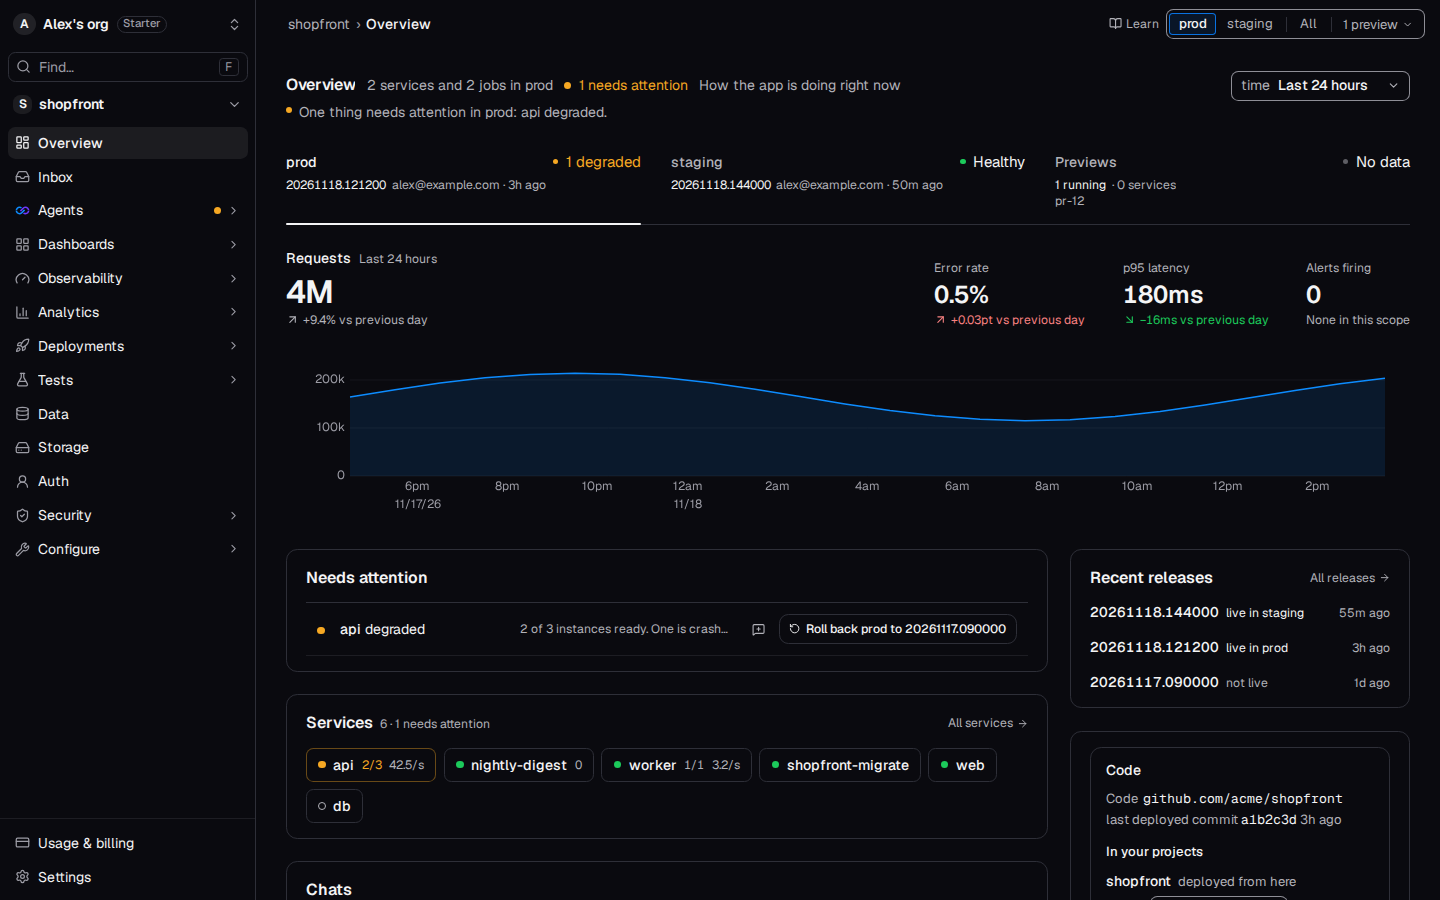 A Alex's org Starter
Find... F
S shopfront
Overview
Inbox
Agents
Dashboards
Observability
Analytics
Deployments
Tests
Data
Storage
Auth
Security
Configure
Usage & billing
Settings
shopfront › Overview
Learn prod staging All 1 preview
Overview 2 services and 2 jobs in prod 1 needs attention How the app is doing right now
time Last 24 hours
One thing needs attention in prod: api degraded.
prod 1 degraded
20261118.121200 alex@example.com · 3h ago
staging Healthy
20261118.144000 alex@example.com · 50m ago
Previews No data
1 running · 0 services
pr-12
Requests Last 24 hours
4M
+9.4% vs previous day
Error rate
0.5%
+0.03pt vs previous day
p95 latency
180ms
−16ms vs previous day
Alerts firing
0
None in this scope
200k
100k
0
6pm 8pm 10pm 12am 2am 4am 6am 8am 10am 12pm 2pm
11/17/26 11/18
Needs attention
api degraded 2 of 3 instances ready. One is crash... Roll back prod to 20261117.090000
Services 6 · 1 needs attention All services →
api 2/3 42.5/s nightly-digest 0 worker 1/1 3.2/s shopfront-migrate web
db
Chats
Recent releases All releases →
20261118.144000 live in staging 55m ago
20261118.121200 live in prod 3h ago
20261117.090000 not live 1d ago
Code
Code github.com/acme/shopfront
last deployed commit a1b2c3d 3h ago
In your projects
shopfront deployed from here